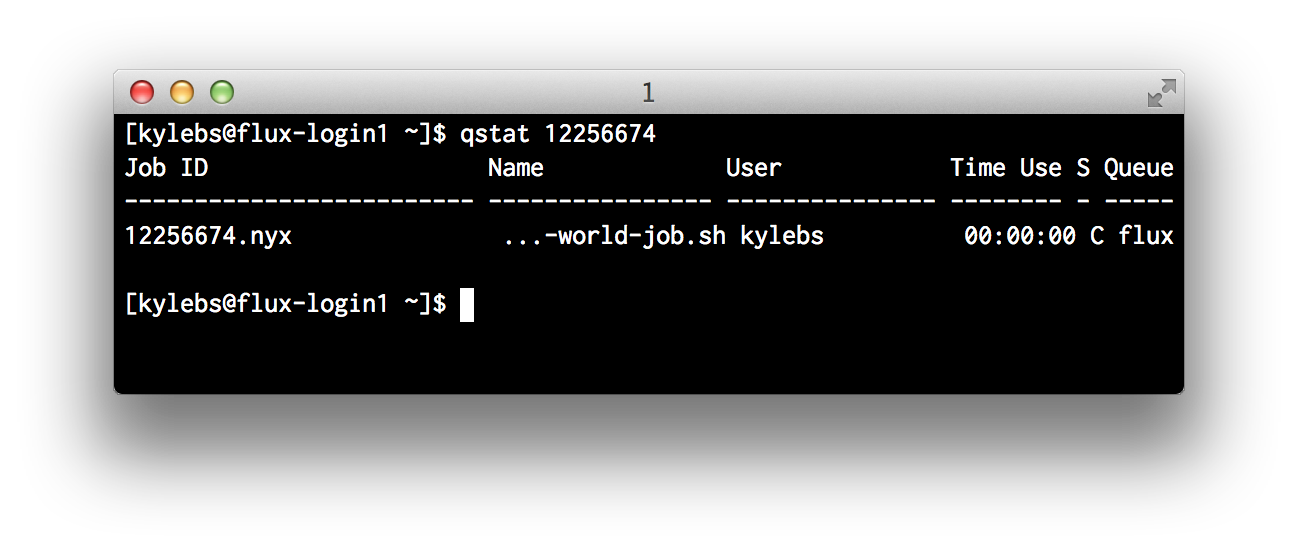 1
[kylebs@flux-login1 ~]$ qstat 12256674
Job ID                    Name             User            Time Use S Queue
------------------------- ---------------- --------------- -------- - -----
12256674.nyx               ...-world-job.sh kylebs          00:00:00 C flux
[kylebs@flux-login1 ~]$